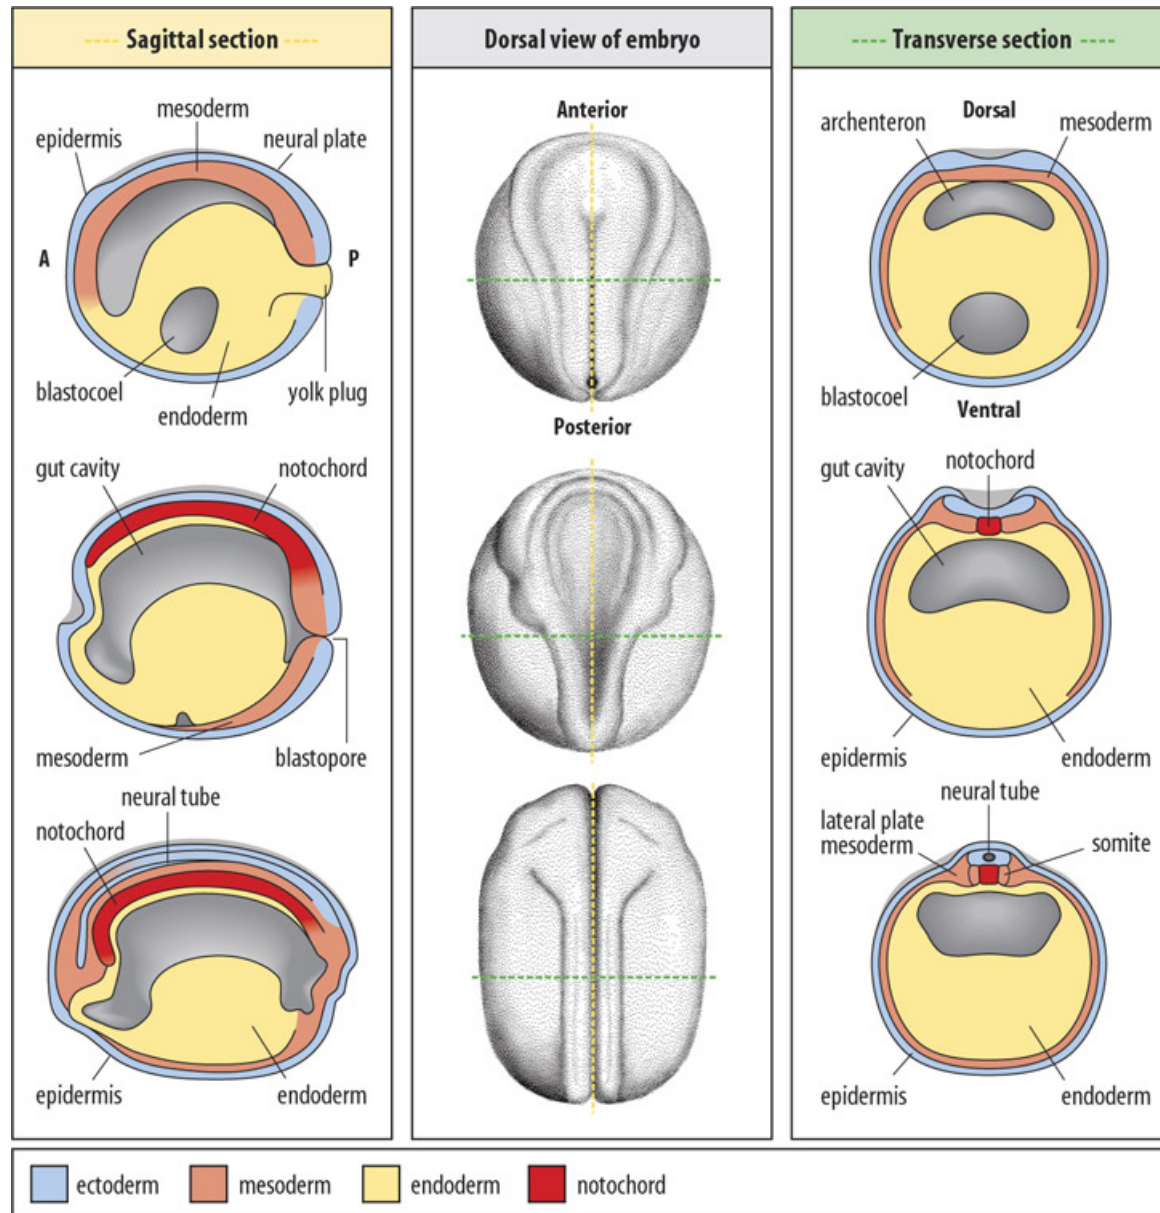 Sagittal section
mesoderm
epidermis
neural plate
A
P
blastocoel
yolk plug
endoderm
gut cavity
notochord
mesoderm
blastopore
neural tube
notochord
epidermis
endoderm
Dorsal view of embryo
Anterior
Posterior
Transverse section
archenteron
Dorsal
mesoderm
blastocoel
Ventral
gut cavity
notochord
epidermis
endoderm
neural tube
lateral plate
mesoderm
somite
epidermis
endoderm
ectoderm
mesoderm
endoderm
notochord